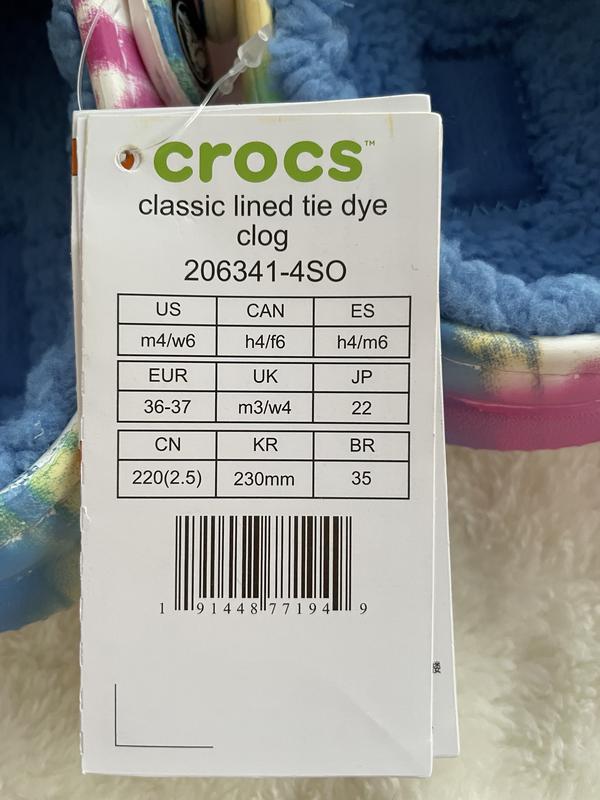 crocs™
classic lined tie dye
clog
206341-4SO
US CAN ES
m4/w6 h4/f6 h4/m6
EUR UK JP
36-37 m3/w4 22
CN KR BR
220(2.5) 230mm 35
1 91448 77194 9